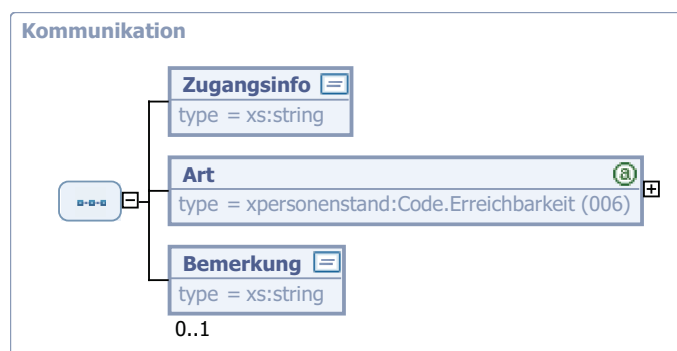 Kommunikation
Zugangsinfo
type = xs:string
Art
type = xpersonenstand:Code.Erreichbarkeit (006)
Bemerkung
type = xs:string
0..1